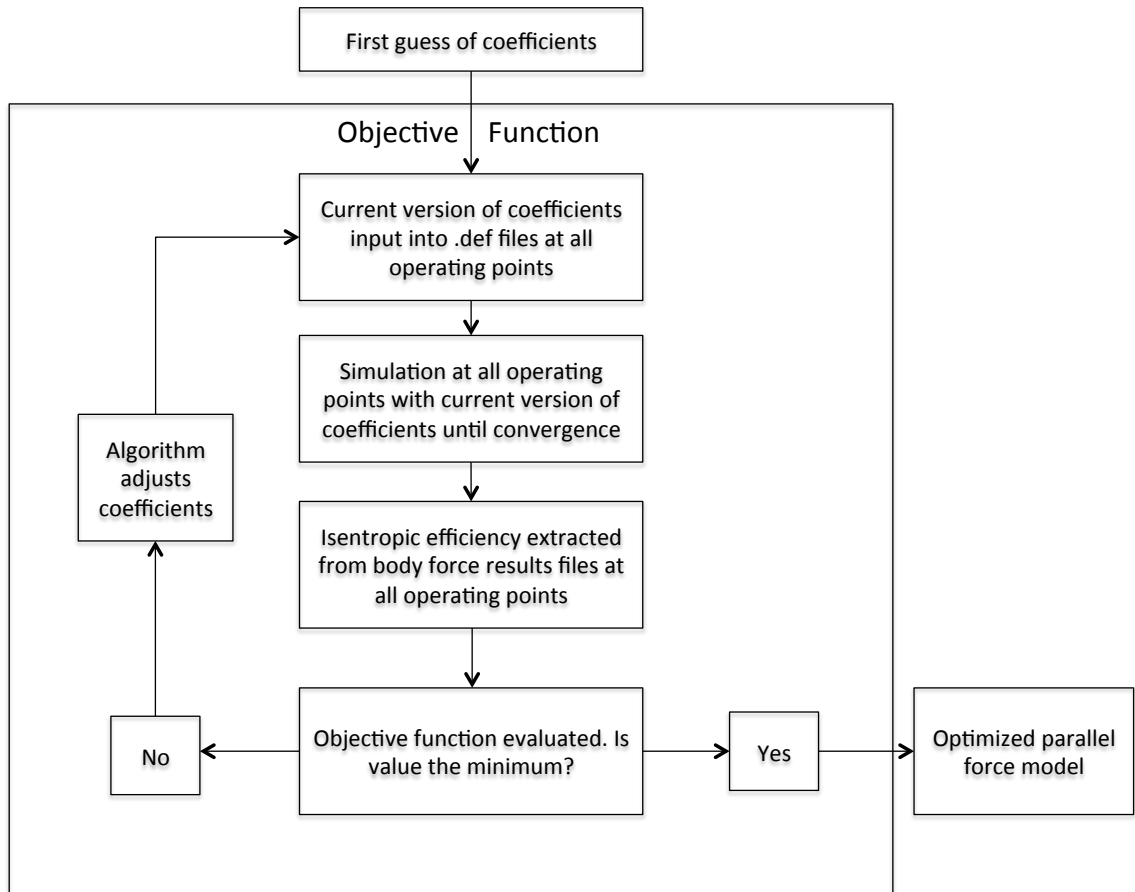 First guess of coefficients
Objective Function
Current version of coefficients
input into .def files at all
operating points
Simulation at all operating
points with current version of
coefficients until convergence
Algorithm
adjusts
coefficients
Isentropic efficiency extracted
from body force results files at
all operating points
No
Objective function evaluated. Is
value the minimum?
Yes
Optimized parallel
force model